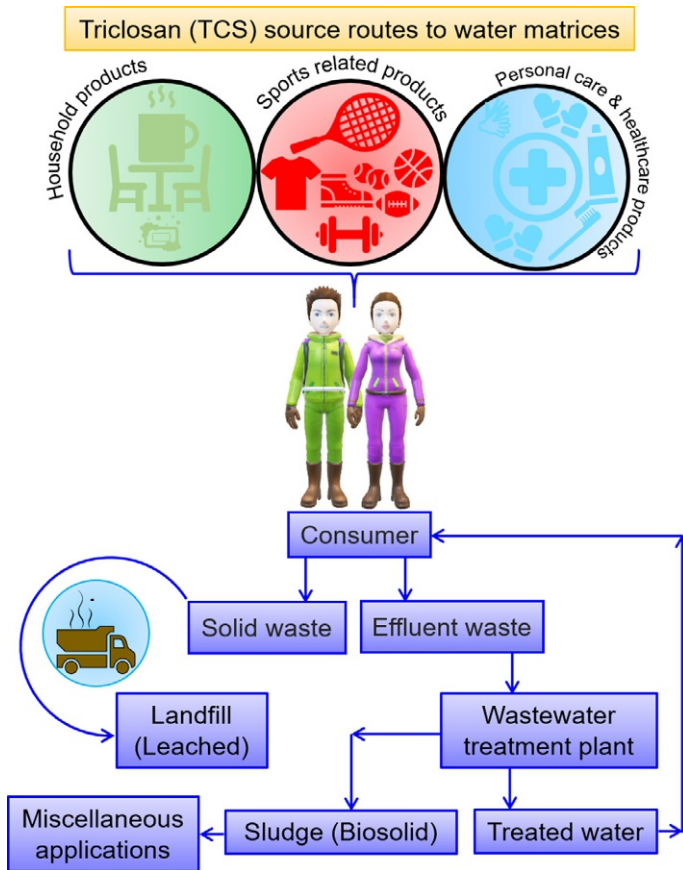 Triclosan (TCS) source routes to water matrices
Household products
Sports related products
Personal care & healthcare products
Consumer
Solid waste
Effluent waste
Landfill
(Leached)
Wastewater
treatment plant
Miscellaneous
applications
Sludge (Biosolid)
Treated water